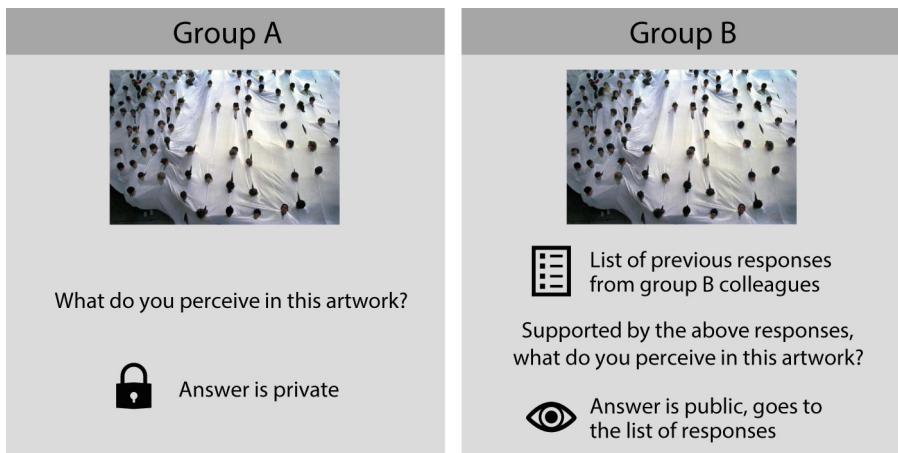 Group A
What do you perceive in this artwork?
Answer is private
Group B
List of previous responses
from group B colleagues
Supported by the above responses,
what do you perceive in this artwork?
Answer is public, goes to
the list of responses